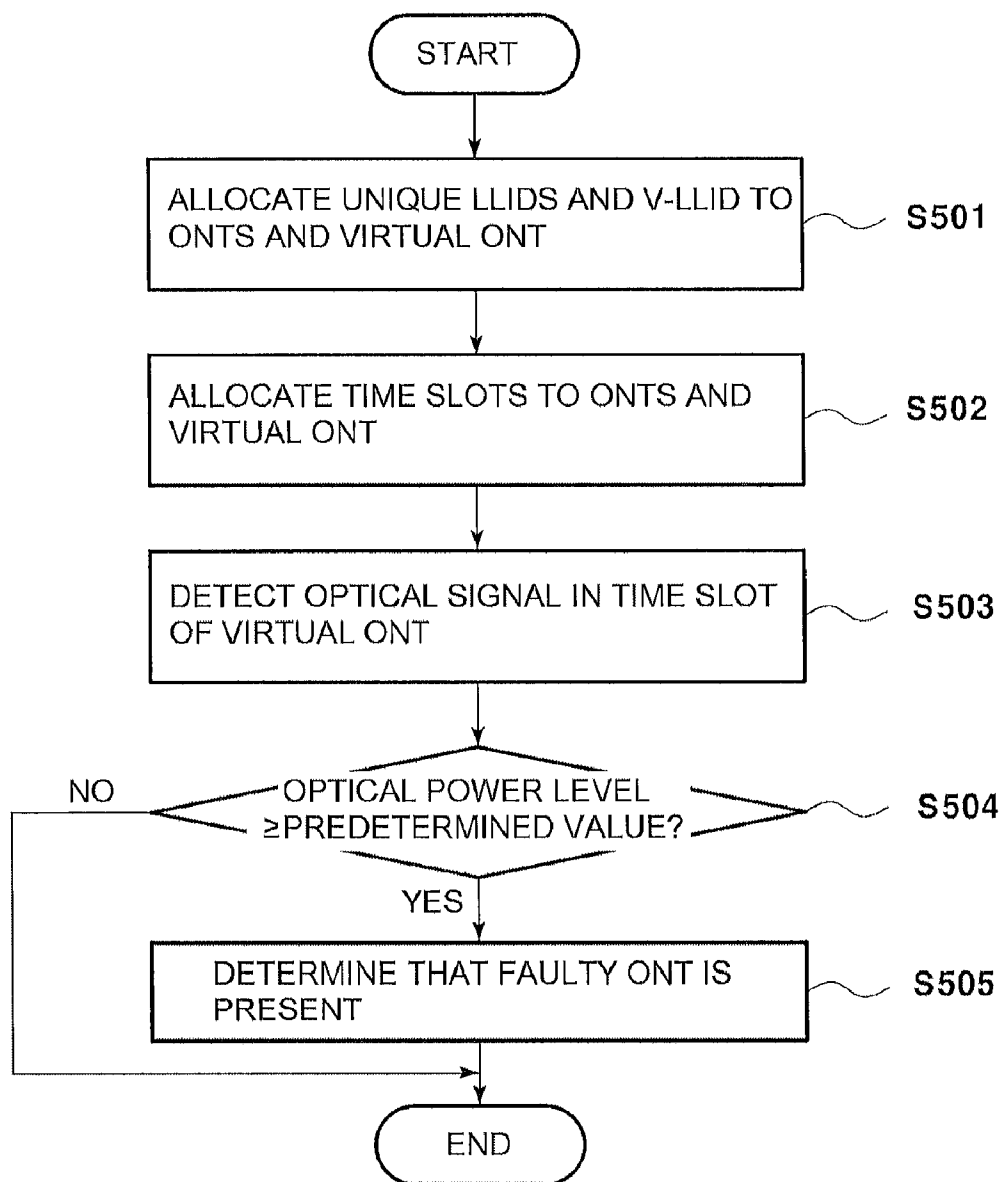 START
ALLOCATE UNIQUE LLIDS AND V-LLID TO
ONTS AND VIRTUAL ONT
S501
ALLOCATE TIME SLOTS TO ONTS AND
VIRTUAL ONT
S502
DETECT OPTICAL SIGNAL IN TIME SLOT
OF VIRTUAL ONT
S503
NO
OPTICAL POWER LEVEL
≥PREDETERMINED VALUE?
S504
YES
DETERMINE THAT FAULTY ONT IS
PRESENT
S505
END